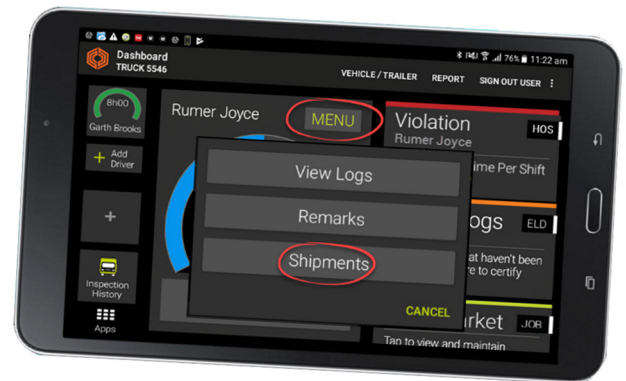 76% 11:22 am
Dashboard
TRUCK 5546
VEHICLE / TRAILER REPORT SIGN OUT USER
8h00
Garth Brooks
+ Add
Driver
+
Inspection
History
Apps
Rumer Joyce
MENU
View Logs
Remarks
Shipments
CANCEL
Violation
HOS
Rumer Joyce
ime Per Shift
ogs
ELD
at haven't been
re to certify
rket
JOB
Tap to view and maintain